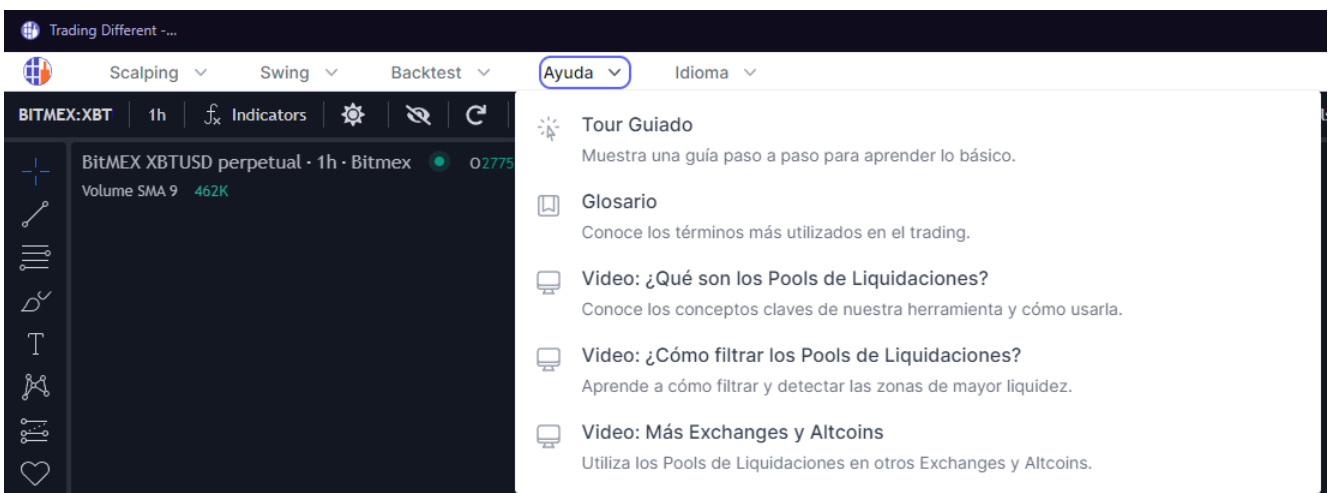 Trading Different -...
Scalping Swing Backtest Ayuda Idioma
BITMEX:XBT 1h fx Indicators
BitMEX XBTUSD perpetual · 1h · Bitmex O2775
Volume SMA 9 462K
Tour Guiado
Muestra una guía paso a paso para aprender lo básico.
Glosario
Conoce los términos más utilizados en el trading.
Video: ¿Qué son los Pools de Liquidaciones?
Conoce los conceptos claves de nuestra herramienta y cómo usarla.
Video: ¿Cómo filtrar los Pools de Liquidaciones?
Aprende a cómo filtrar y detectar las zonas de mayor liquidez.
Video: Más Exchanges y Altcoins
Utiliza los Pools de Liquidaciones en otros Exchanges y Altcoins.